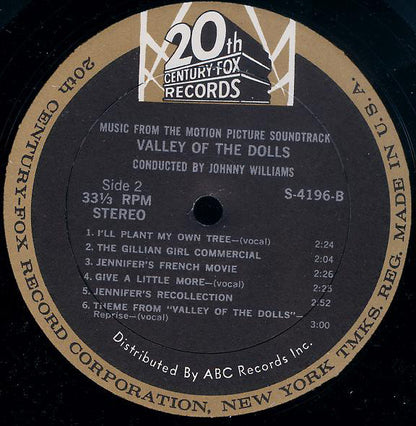 20th
CENTURY-FOX
RECORDS
MUSIC FROM THE MOTION PICTURE SOUNDTRACK
VALLEY OF THE DOLLS
CONDUCTED BY JOHNNY WILLIAMS
Side 2
33⅓ RPM
STEREO
S-4196-B
1. I'LL PLANT MY OWN TREE—(vocal) 2:24
2. THE GILLIAN GIRL COMMERCIAL 2:04
3. JENNIFER'S FRENCH MOVIE 2:26
4. GIVE A LITTLE MORE—(vocal) 2:25
5. JENNIFER'S RECOLLECTION 2:52
6. THEME FROM "VALLEY OF THE DOLLS"—
Reprise—(vocal) 3:00
Distributed By ABC Records Inc.
20th CENTURY-FOX RECORD CORPORATION, NEW YORK TMKS. REG. MADE IN U.S.A.